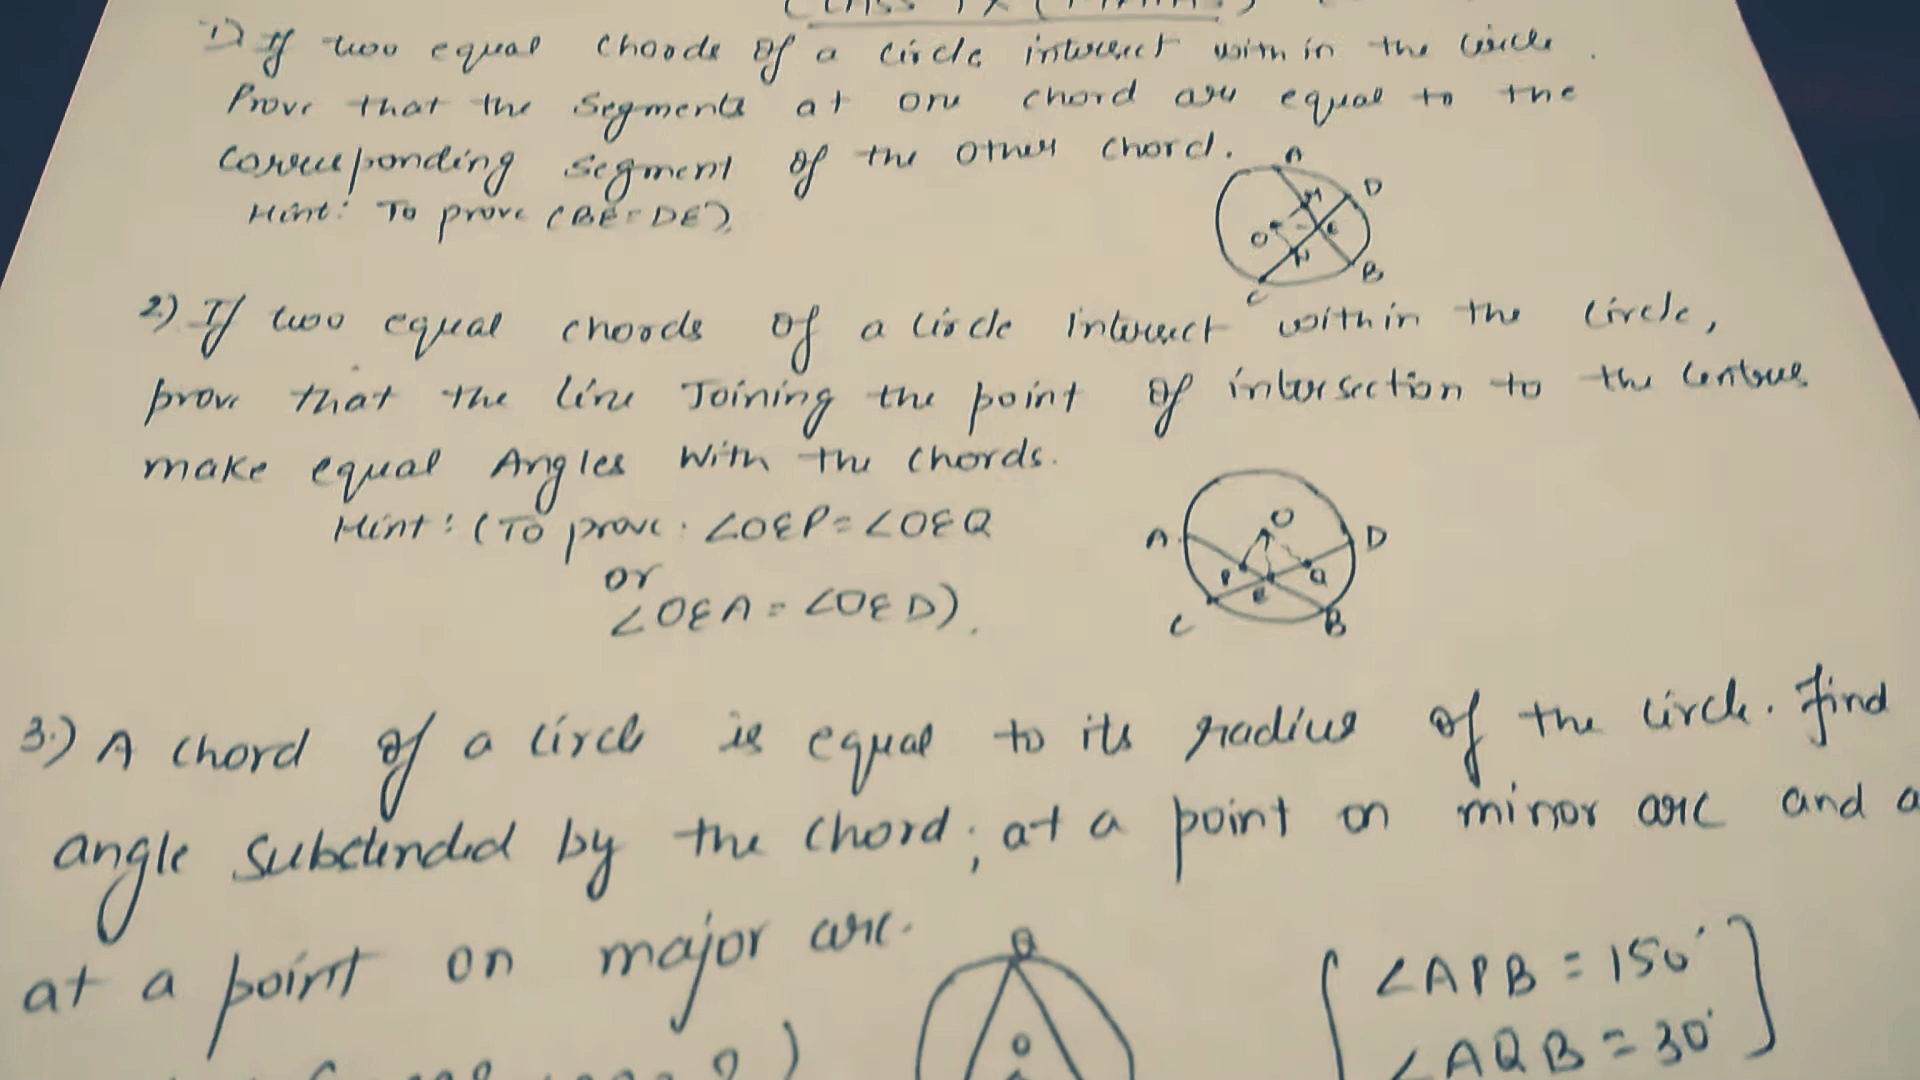 CLASS IX (MATHS)
1) If two equal chords of a circle intersect with in the circle.
Prove that the segments at one chord are equal to the
corresponding segment of the other chord.
Hint: To prove (BE=DE)
A
D
M
O
E
N
B
C
2) If two equal chords of a circle intersect within the circle,
prove that the line Joining the point of intersection to the centre
make equal Angles With the chords.
Hint: (To prove: ∠OEP=∠OEQ
or
∠OEA=∠OED).
O
A
D
P
Q
E
C
B
3.) A chord of a circle is equal to its radius of the circle. find
angle subtended by the chord, at a point on minor arc and a
at a point on major arc.
Q
O
[∠APB=150°
∠AQB=30°]